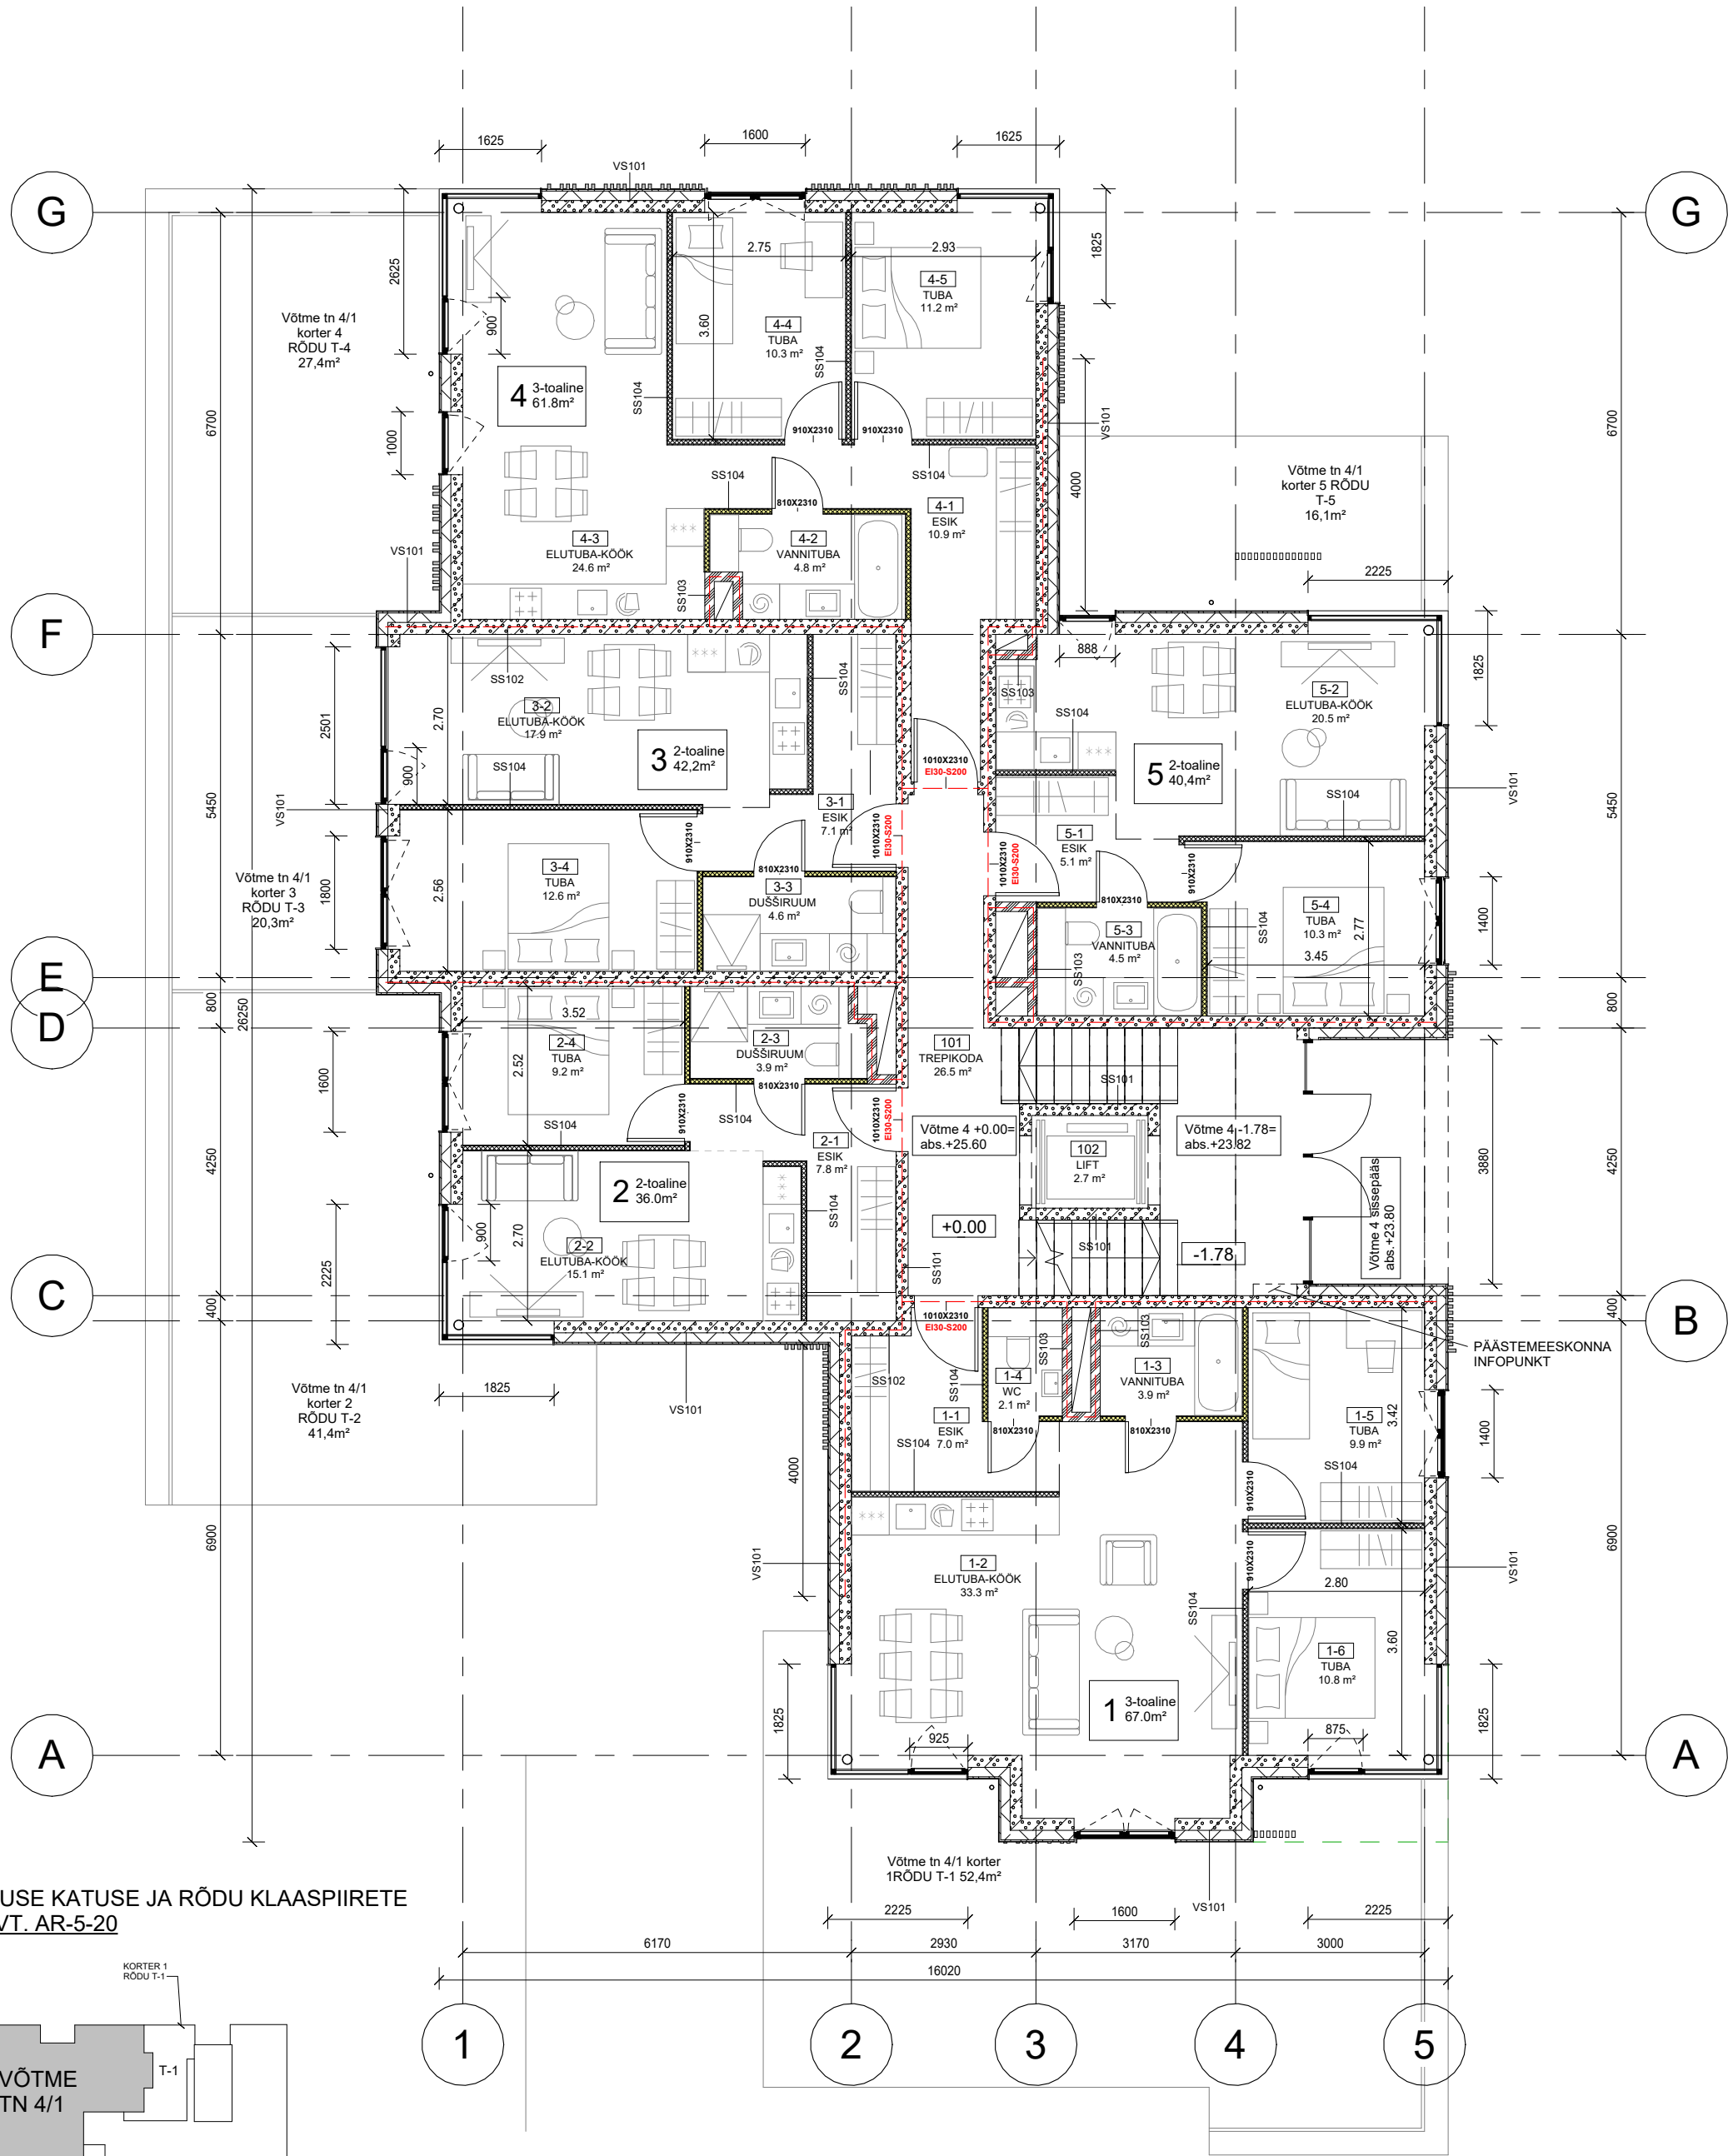 1625
1600
1625
VS101
G
G
2625
1825
2.75
2.93
4-5
TUBA
11.2 m²
Võtme tn 4/1
korter 4
RÕDU T-4
27,4m²
900
3.60
4-4
TUBA
10.3 m²
SS104
SS104
4 3-toaline
61.8m²
6700
6700
1000
910X2310
910X2310
VS101
4000
SS104
SS104
Võtme tn 4/1
korter 5 RÕDU
T-5
16,1m²
810X2310
4-1
ESIK
10.9 m²
VS101
4-3
ELUTUBA-KÖÖK
24.6 m²
4-2
VANNITUBA
4.8 m²
SS103
2225
F
SS102
SS104
888
1825
SS103
3-2
ELUTUBA-KÖÖK
17.9 m²
2.70
2501
5-2
ELUTUBA-KÖÖK
20.5 m²
SS104
3 2-toaline
42,2m²
5 2-toaline
40,4m²
1010X2310
EI30-S200
900
SS104
SS104
VS101
VS101
5450
5450
3-1
ESIK
7.1 m²
1010X2310
EI30-S200
5-1
ESIK
5.1 m²
1010X2310
EI30-S200
910X2310
810X2310
910X2310
810X2310
Võtme tn 4/1
korter 3
RÕDU T-3
20,3m²
1800
2.56
3-4
TUBA
12.6 m²
3-3
DUŠŠIRUUM
4.6 m²
5-4
TUBA
10.3 m²
2.77
3.45
1400
SS104
5-3
VANNITUBA
4.5 m²
SS103
E
D
800
800
26250
3.52
2-4
TUBA
9.2 m²
2.52
2-3
DUŠŠIRUUM
3.9 m²
101
TREPIKODA
26.5 m²
SS101
1600
810X2310
910X2310
SS104
SS104
1010X2310
EI30-S200
Võtme 4 +0.00=
abs.+25.60
Võtme 4 -1.78=
abs.+23.82
102
LIFT
2.7 m²
2-1
ESIK
7.8 m²
4250
4250
3880
Võtme 4 sissepääs
abs.+23.80
2 2-toaline
36.0m²
SS104
+0.00
-1.78
SS101
SS101
900
2.70
2-2
ELUTUBA-KÖÖK
15.1 m²
2225
C
B
400
400
1010X2310
EI30-S200
PÄÄSTEMEESKONNA
INFOPUNKT
Võtme tn 4/1
korter 2
RÕDU T-2
41,4m²
1825
VS101
SS102
SS104
1-4
WC
2.1 m²
SS103
SS103
1-3
VANNITUBA
3.9 m²
1-1
ESIK
7.0 m²
810X2310
810X2310
1-5
TUBA
9.9 m²
3.42
1400
SS104
SS104
4000
910X2310
6900
6900
VS101
VS101
1-2
ELUTUBA-KÖÖK
33.3 m²
910X2310
2.80
SS104
3.60
1-6
TUBA
10.8 m²
1 3-toaline
67.0m²
1825
1825
925
875
A
A
Võtme tn 4/1 korter
1RÕDU T-1 52,4m²
USE KATUSE JA RÕDU KLAASPIIRETE
VT. AR-5-20
2225
1600
VS101
2225
6170
2930
3170
3000
16020
KORTER 1
RÕDU T-1
1
2
3
4
5
T-1
VÕTME
TN 4/1